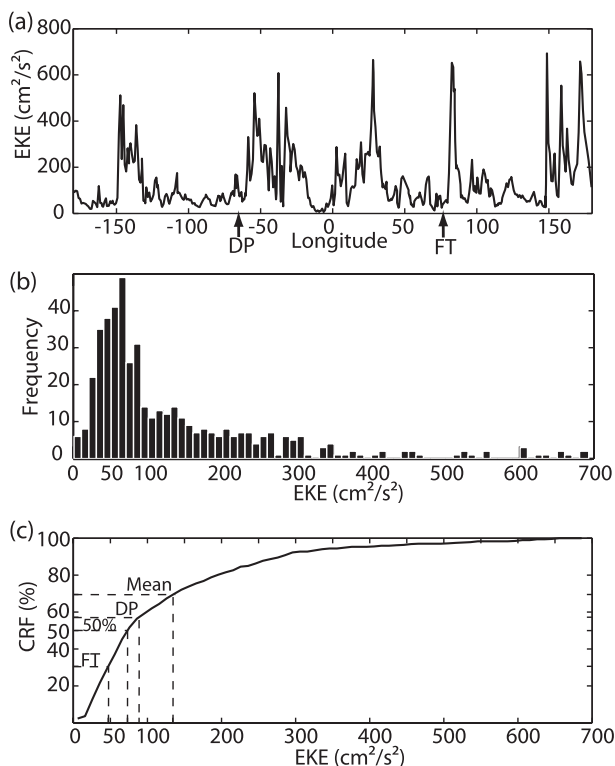 (a)
EKE (cm²/s²)
800
600
400
200
0
-150 -100 -50 0 50 100 150
DP Longitude FT
(b)
Frequency
40
30
20
10
0
0 50 100 200 300 400 500 600 700
EKE (cm²/s²)
(c)
CRF (%)
100
80
60
50
40
20
Mean
DP
50%
FT
0 50 100 200 300 400 500 600 700
EKE (cm²/s²)